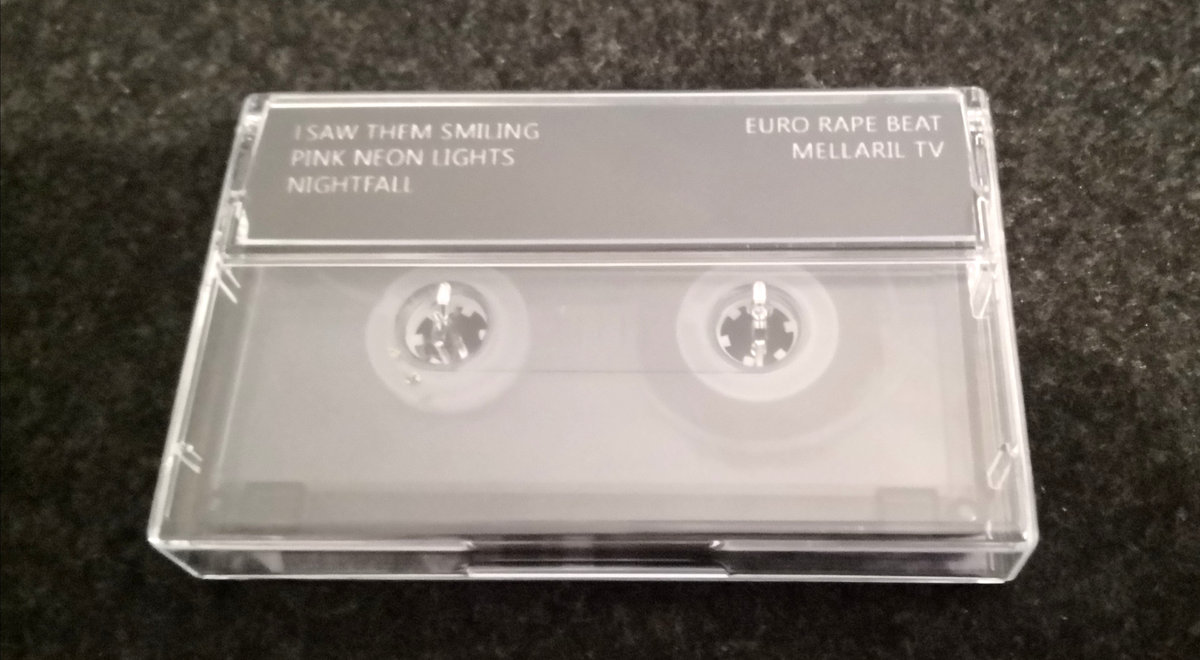 I SAW THEM SMILING
PINK NEON LIGHTS
NIGHTFALL
EURO RAPE BEAT
MELLARIL TV